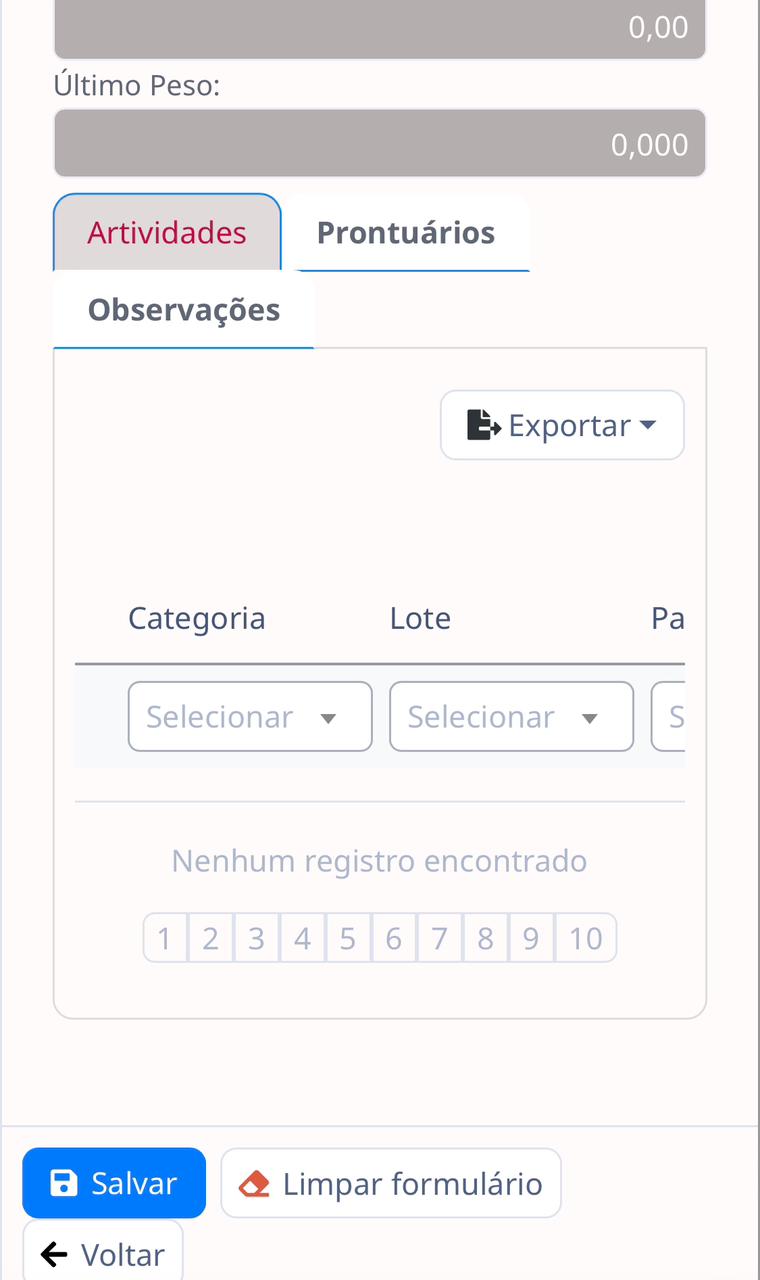 0,00
Último Peso:
0,000
Artividades Prontuários
Observações
Exportar
Categoria Lote Pa
Selecionar Selecionar S
Nenhum registro encontrado
1 2 3 4 5 6 7 8 9 10
Salvar Limpar formulário
Voltar